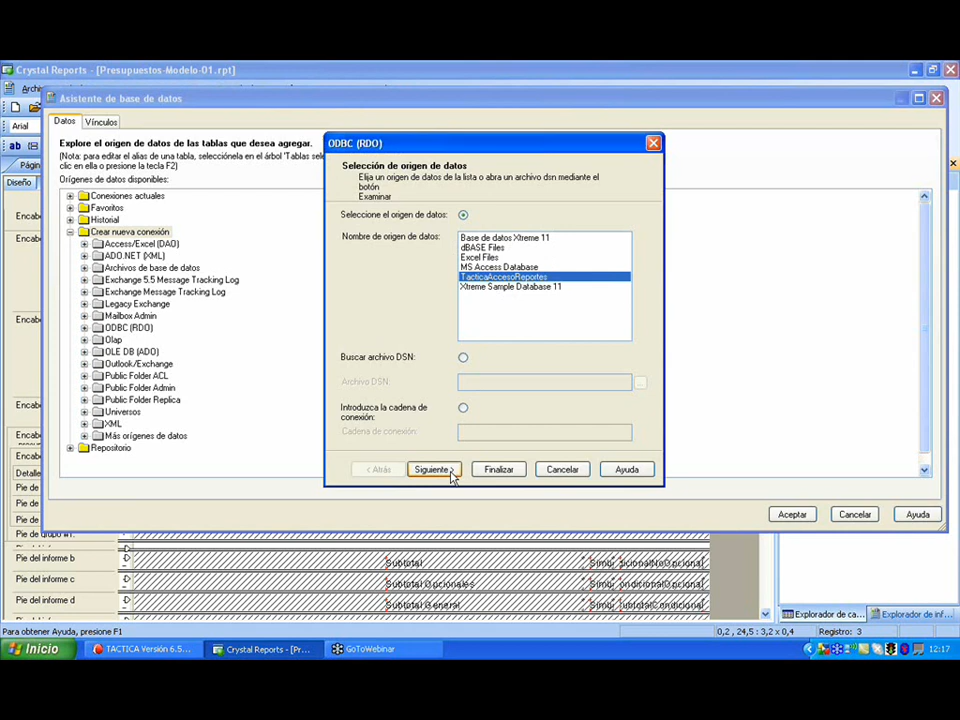 Crystal Reports - [Presupuestos-Modelo-01.rpt]
Asistente de base de datos
Arial
Datos
Vínculos
Explore el origen de datos de las tablas que desea agregar.
(Nota: para editar el alias de una tabla, selecciónela en el árbol 'Tablas
clic en ella o presione la tecla F2)
Orígenes de datos disponibles:
Diseño
Conexiones actuales
Favoritos
Historial
Crear nueva conexión
Access/Excel (DAO)
ADO.NET (XML)
Archivos de base de datos
Exchange 5.5 Message Tracking Log
Exchange Message Tracking Log
Legacy Exchange
Mailbox Admin
ODBC (RDO)
Olap
OLE DB (ADO)
Outlook/Exchange
Public Folder ACL
Public Folder Admin
Public Folder Replica
Universos
XML
Más orígenes de datos
Repositorio
ODBC (RDO)
Selección de origen de datos
Elija un origen de datos de la lista o abra un archivo dsn mediante el
botón
Examinar
Seleccione el origen de datos:
Nombre de origen de datos:
Base de datos Xtreme 11
dBASE Files
Excel Files
MS Access Database
TacticaAccesoReportes
Xtreme Sample Database 11
Buscar archivo DSN:
Archivo DSN:
Introduzca la cadena de
conexión:
Cadena de conexión:
< Atrás
Siguiente >
Finalizar
Cancelar
Ayuda
Aceptar
Cancelar
Ayuda
Detalle
Pie de grupo #1:
Pie del informe b
Subtotal
Pie del informe c
Subtotal Opcionales
Pie del informe d
Subtotal General
Explorador de ca...
Explorador de inf...
Para obtener Ayuda, presione F1
0,2 , 24,5 : 3,2 x 0,4
Registro: 3
Inicio
TACTICA Versión 6.5...
Crystal Reports - [Pr...
GoToWebinar
12:17